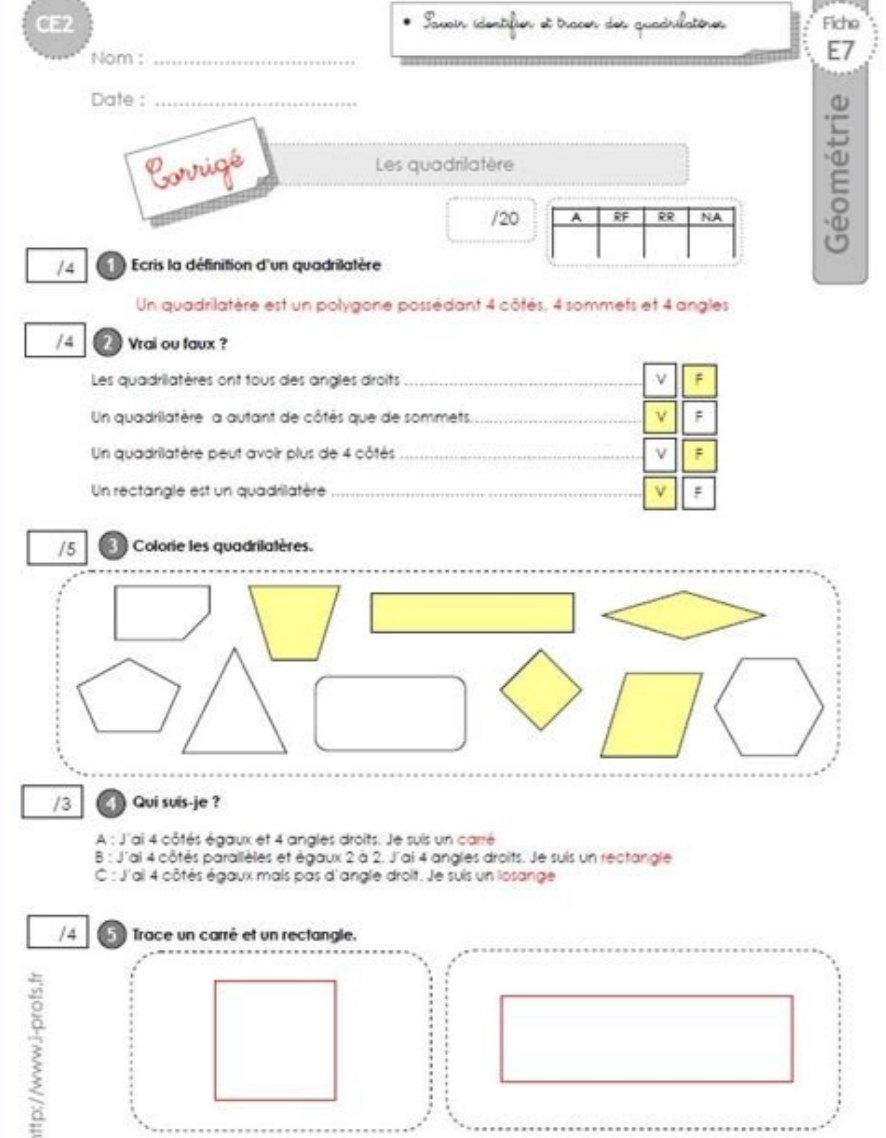 CE2
• Savoir identifier et tracer des quadrilatères
Fiche
E7
Géométrie
Nom : ...............................
Date : ...............................
Corrigé
Les quadrilatère
/20
A RF RR NA
/4 1 Ecris la définition d'un quadrilatère
Un quadrilatère est un polygone possédant 4 côtés, 4 sommets et 4 angles
/4 2 Vrai ou faux ?
Les quadrilatères ont tous des angles droits ............................... V F
Un quadrilatère a autant de côtés que de sommets............................... V F
Un quadrilatère peut avoir plus de 4 côtés ............................... V F
Un rectangle est un quadrilatère ............................... V F
/5 3 Colorie les quadrilatères.
/3 4 Qui suis-je ?
A : J'ai 4 côtés égaux et 4 angles droits. Je suis un carré
B : J'ai 4 côtés parallèles et égaux 2 à 2. J'ai 4 angles droits. Je suis un rectangle
C : J'ai 4 côtés égaux mais pas d'angle droit. Je suis un losange
/4 5 Trace un carré et un rectangle.
http://www.i-profs.fr